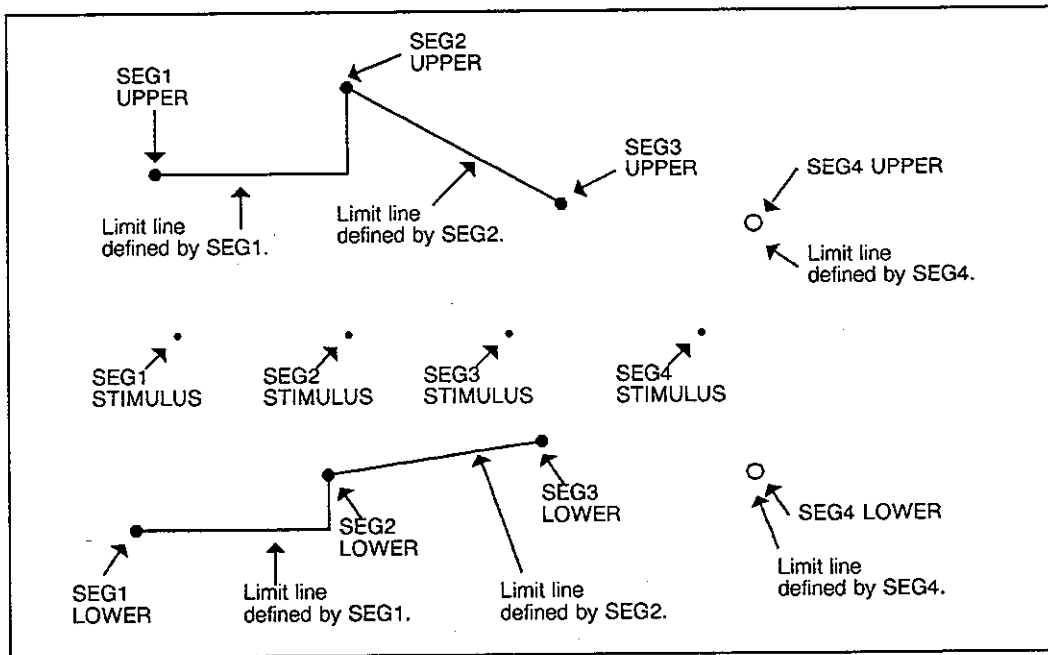 SEG2
UPPER
SEG1
UPPER
SEG3
UPPER
SEG4 UPPER
Limit line
defined by SEG1.
Limit line
defined by SEG2.
Limit line
defined by SEG4.
SEG1
STIMULUS
SEG2
STIMULUS
SEG3
STIMULUS
SEG4
STIMULUS
SEG1
LOWER
SEG2
LOWER
SEG3
LOWER
SEG4 LOWER
Limit line
defined by SEG1.
Limit line
defined by SEG2.
Limit line
defined by SEG4.